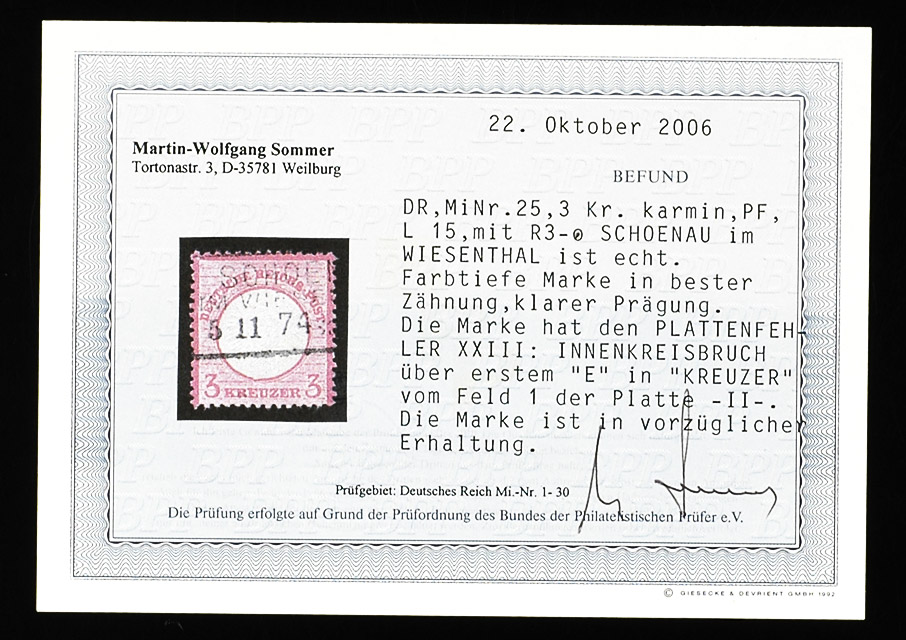 22. Oktober 2006
Martin-Wolfgang Sommer
Tortonastr. 3, D-35781 Weilburg
BEFUND
DR,MiNr.25,3 Kr. karmin,PF,
L 15,mit R3-ø SCHOENAU im
WIESENTHAL ist echt.
Farbtiefe Marke in bester
Zähnung,klarer Prägung.
Die Marke hat den PLATTENFEH-
LER XXIII: INNENKREISBRUCH
über erstem "E" in "KREUZER"
vom Feld 1 der Platte -II-.
Die Marke ist in vorzüglicher
Erhaltung.
5 11 74
3 KREUZER 3
Prüfgebiet: Deutsches Reich Mi.-Nr. 1- 30
Die Prüfung erfolgte auf Grund der Prüfordnung des Bundes der Philatelistischen Prüfer e.V.
© GIESECKE & DEVRIENT GMBH 1992